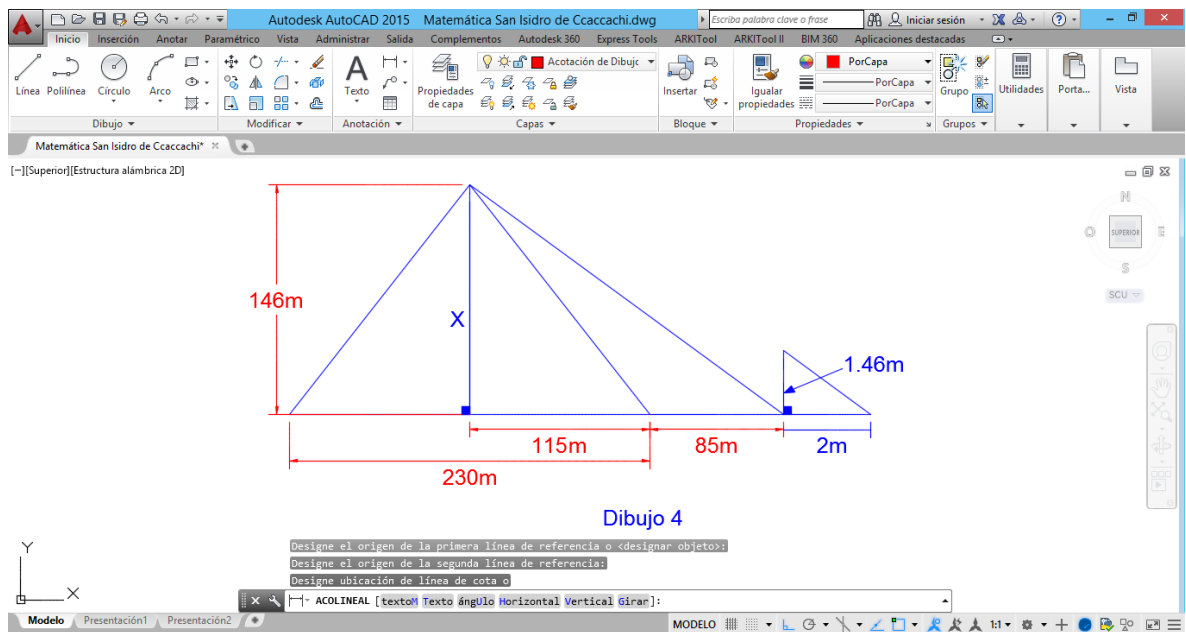 Autodesk AutoCAD 2015 Matemática San Isidro de Ccaccachi.dwg
Escriba palabra clave o frase
Iniciar sesión
Inicio Inserción Anotar Paramétrico Vista Administrar Salida Complementos Autodesk 360 Express Tools ARKITool ARKITool II BIM 360 Aplicaciones destacadas
Línea Polilínea Círculo Arco
Texto
Propiedades de capa
Acotación de Dibujc
Insertar
Igualar propiedades
PorCapa
PorCapa
PorCapa
Grupo
Utilidades
Porta...
Vista
Dibujo Modificar Anotación Capas Bloque Propiedades Grupos
Matemática San Isidro de Ccaccachi*
[−][Superior][Estructura alámbrica 2D]
N
O SUPERIOR E
S
SCU
146m
X
1.46m
115m 85m 2m
230m
Dibujo 4
Designe el origen de la primera línea de referencia o <designar objeto>:
Designe el origen de la segunda línea de referencia:
Designe ubicación de línea de cota o
ACOLINEAL [textoM Texto ángUlo Horizontal Vertical Girar]:
Y
X
Modelo Presentación1 Presentación2
MODELO 1:1